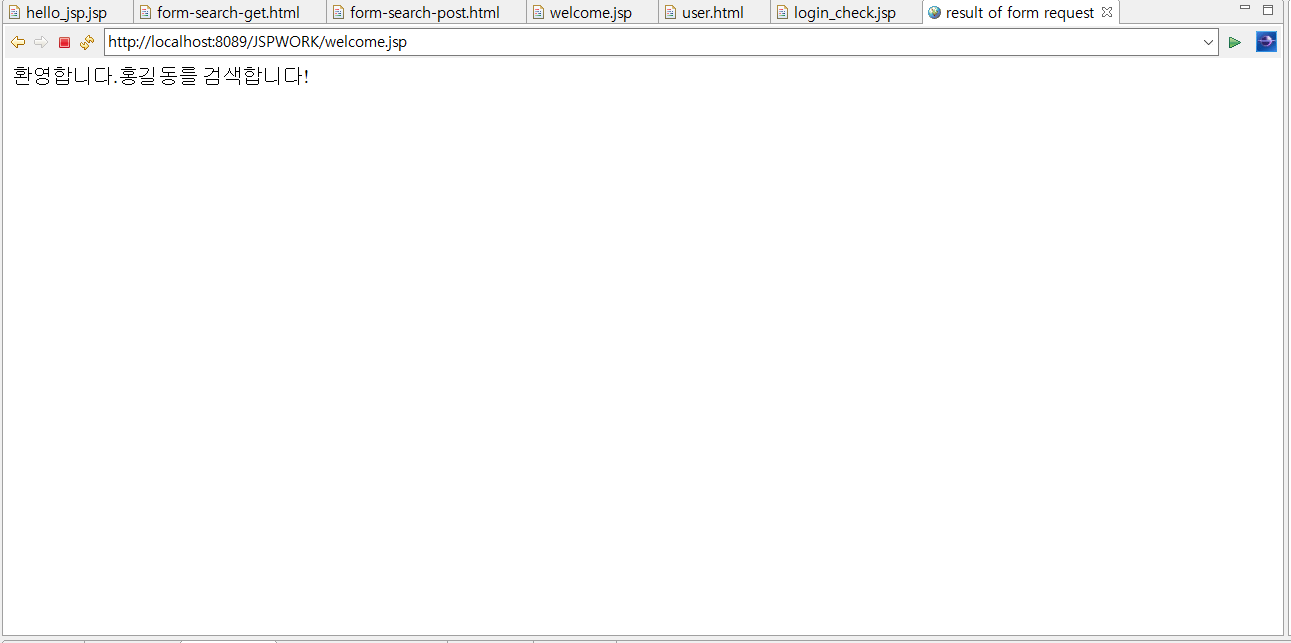 hello_jsp.jsp form-search-get.html form-search-post.html welcome.jsp user.html login_check.jsp result of form request
http://localhost:8089/JSPWORK/welcome.jsp
환영합니다.홍길동를 검색합니다!